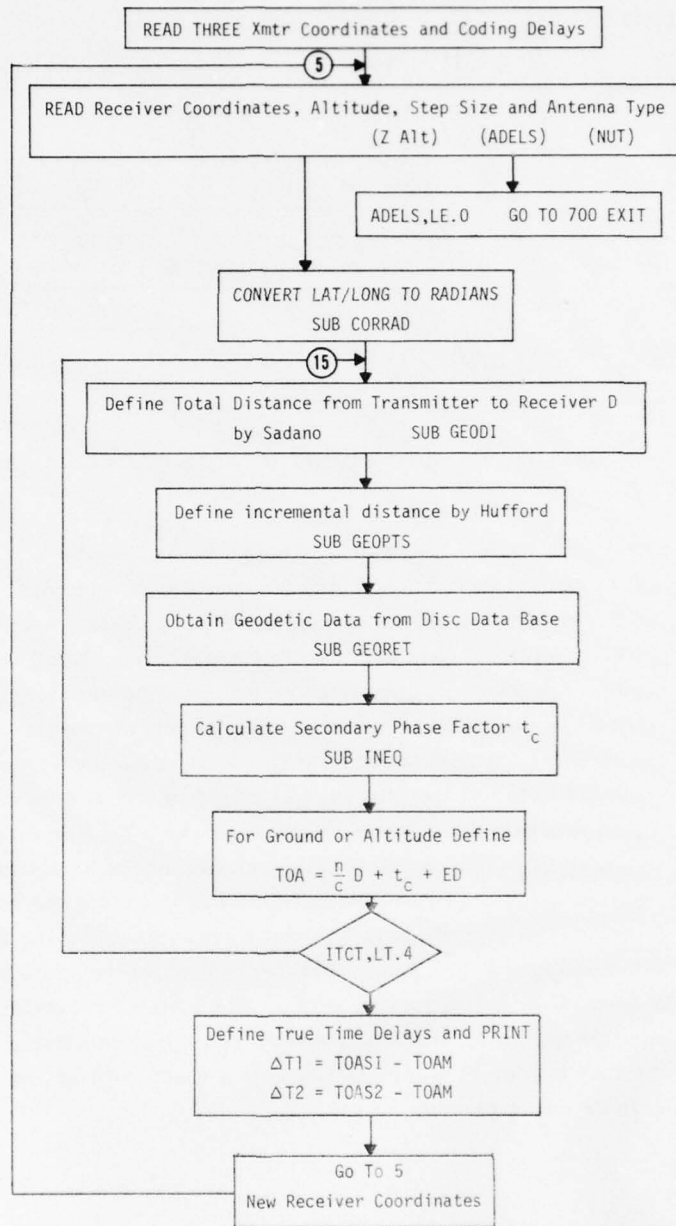 READ THREE Xmtr Coordinates and Coding Delays
5
READ Receiver Coordinates, Altitude, Step Size and Antenna Type
(Z Alt) (ADELS) (NUT)
ADELS,LE.0 GO TO 700 EXIT
CONVERT LAT/LONG TO RADIANS
SUB CORRAD
15
Define Total Distance from Transmitter to Receiver D
by Sadano SUB GEODI
Define incremental distance by Hufford
SUB GEOPTS
Obtain Geodetic Data from Disc Data Base
SUB GEORET
Calculate Secondary Phase Factor t_c
SUB INEQ
For Ground or Altitude Define
TOA = n/c D + t_c + ED
ITCT,LT.4
Define True Time Delays and PRINT
ΔT1 = TOAS1 - TOAM
ΔT2 = TOAS2 - TOAM
Go To 5
New Receiver Coordinates